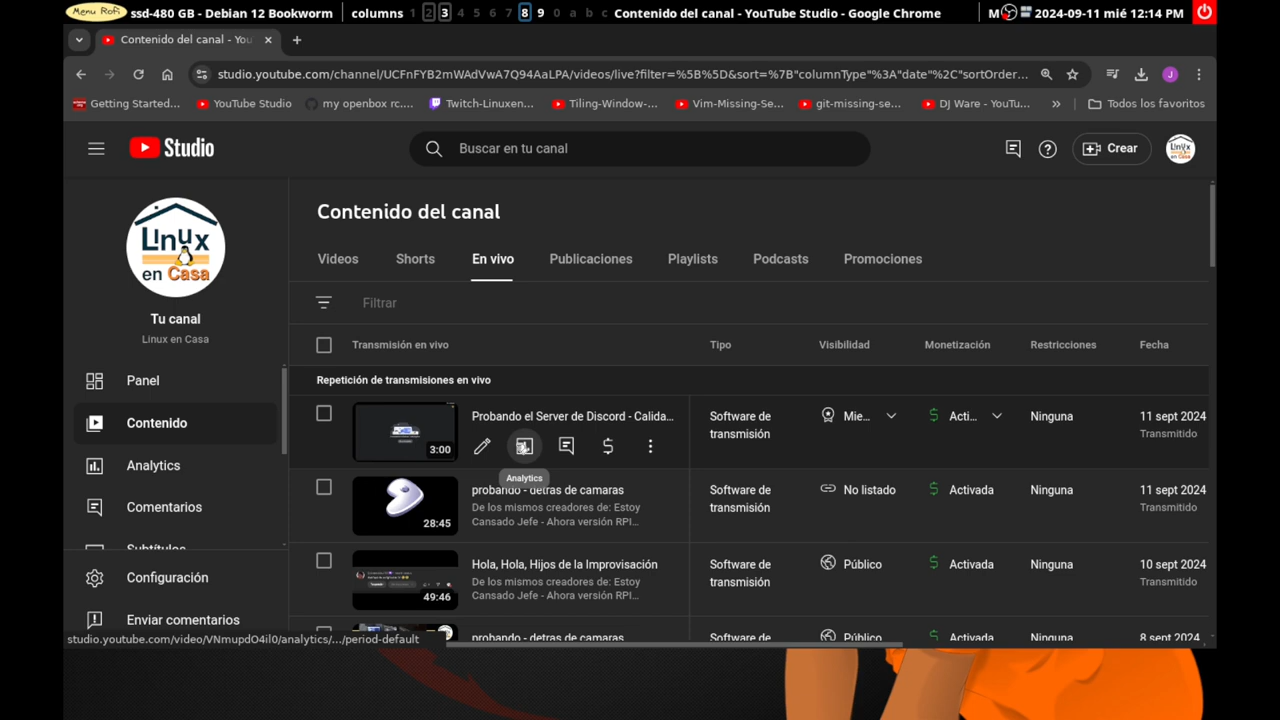 Menu Rofi ssd-480 GB - Debian 12 Bookworm columns 1 2 3 4 5 6 7 8 9 0 a b c Contenido del canal - YouTube Studio - Google Chrome M 2024-09-11 mié 12:14 PM
Contenido del canal - You
studio.youtube.com/channel/UCFnFYB2mWAdVwA7Q94AaLPA/videos/live?filter=%5B%5D&sort=%7B"columnType"%3A"date"%2C"sortOrder... J
Getting Started... YouTube Studio my openbox rc.... Twitch-Linuxen... Tiling-Window-... Vim-Missing-Se... git-missing-se... DJ Ware - YouTu... » Todos los favoritos
Studio Buscar en tu canal Crear
Linux en Casa
Tu canal
Linux en Casa
Panel
Contenido
Analytics
Comentarios
Subtítulos
Configuración
Enviar comentarios
Contenido del canal
Videos Shorts En vivo Publicaciones Playlists Podcasts Promociones
Filtrar
Transmisión en vivo Tipo Visibilidad Monetización Restricciones Fecha
Repetición de transmisiones en vivo
3:00 Probando el Server de Discord - Calida... Software de transmisión Mie... Acti... Ninguna 11 sept 2024 Transmitido
Analytics
28:45 probando - detras de camaras Software de transmisión No listado Activada Ninguna 11 sept 2024 Transmitido
De los mismos creadores de: Estoy
Cansado Jefe - Ahora versión RPI...
49:46 Hola, Hola, Hijos de la Improvisación Software de transmisión Público Activada Ninguna 10 sept 2024 Transmitido
De los mismos creadores de: Estoy
Cansado Jefe - Ahora versión RPI...
probando - detras de camaras Software de Público Activada Ninguna 8 sept 2024
studio.youtube.com/video/VNmupdO4il0/analytics/.../period-default